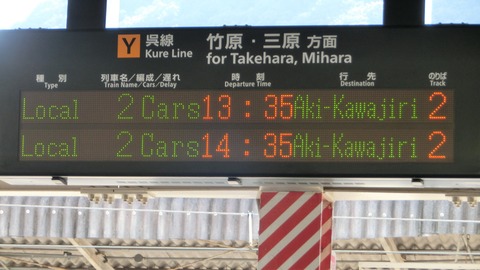 Y 呉線 Kure Line 竹原・三原 方面 for Takehara, Mihara
種別 Type 列車名/編成/遅れ Train Name/Cars/Delay 時刻 Departure Time 行先 Destination のりば Track
Local 2 Cars 13:35 Aki-Kawajiri 2
Local 2 Cars 14:35 Aki-Kawajiri 2